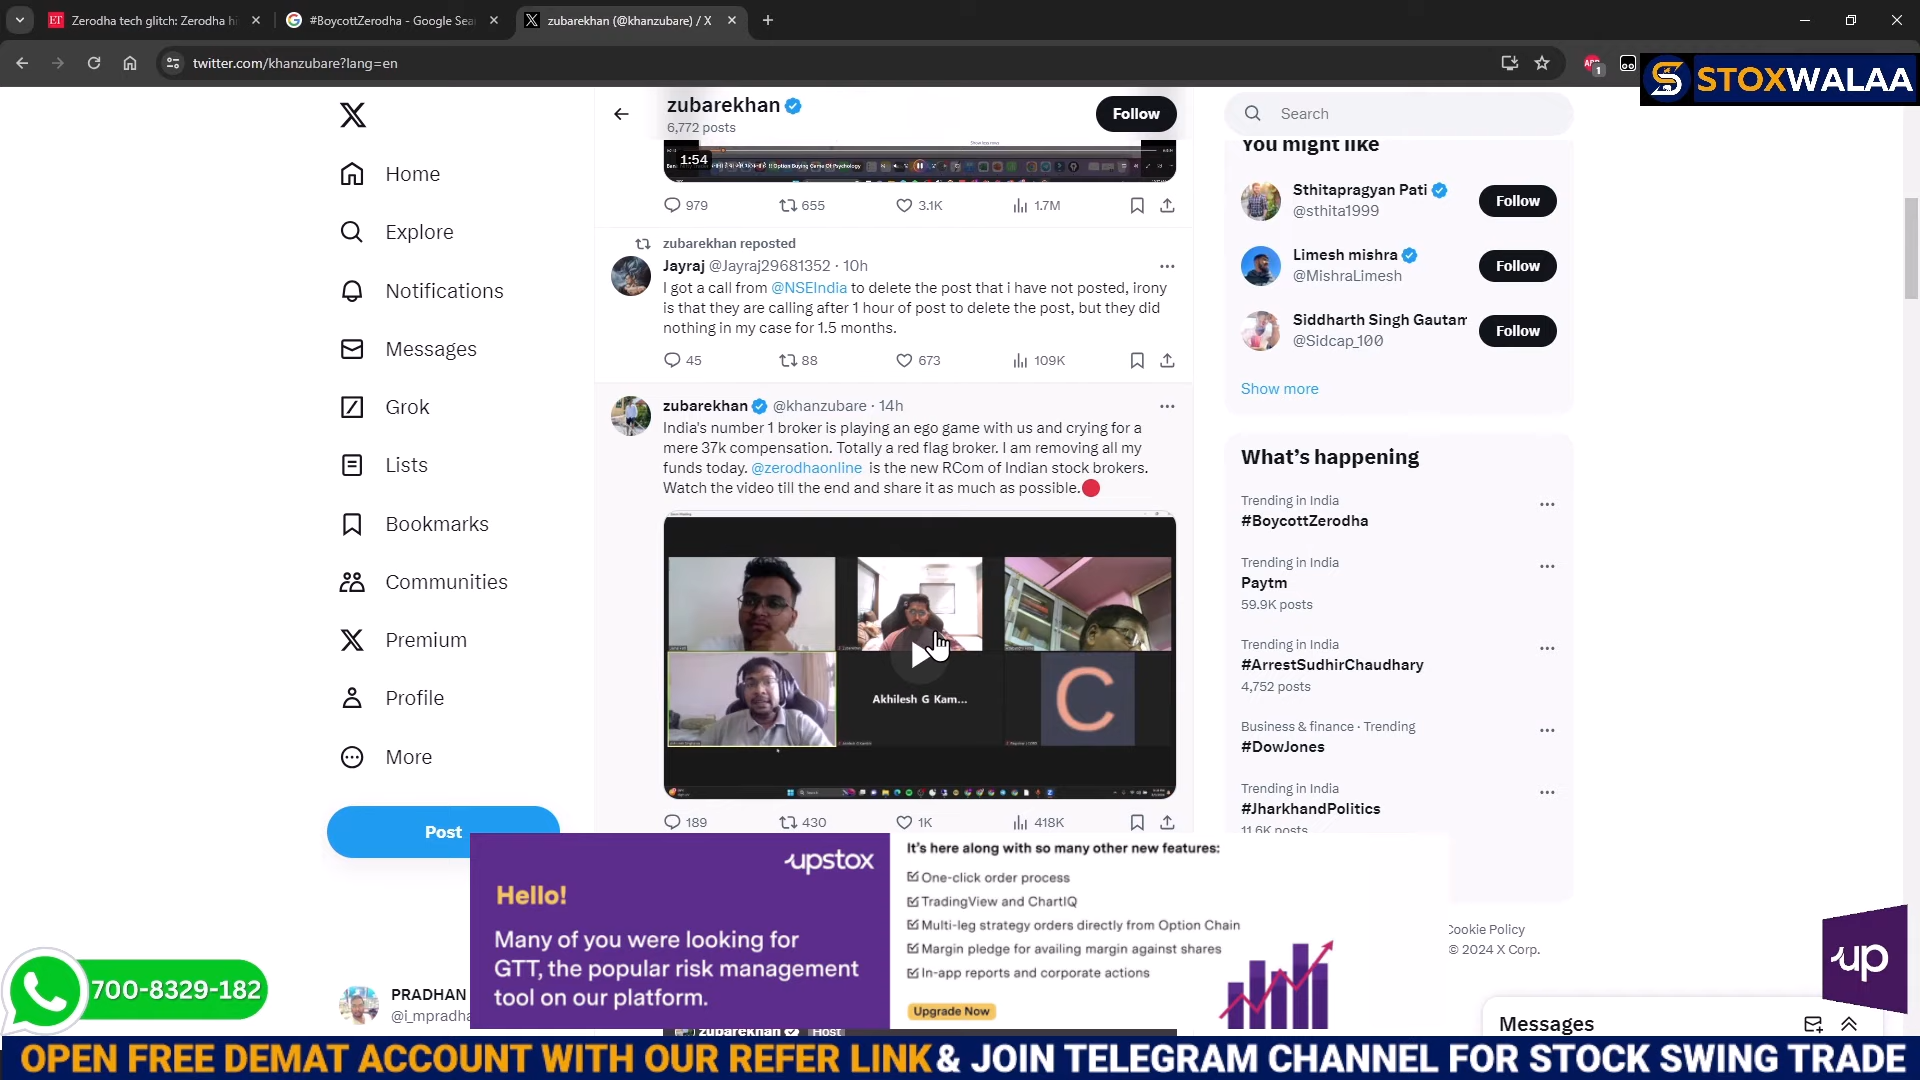 Zerodha tech glitch: Zerodha hi
#BoycottZerodha - Google Sea
zubarekhan (@khanzubare) / X
twitter.com/khanzubare?lang=en
STOXWALAA
Home
Explore
Notifications
Messages
Grok
Lists
Bookmarks
Communities
Premium
Profile
More
Post
PRADHAN
@i_mpradha
zubarekhan
6,772 posts
Follow
1:54
Option Buying Game Of Psychology
979 655 3.1K 1.7M
zubarekhan reposted
Jayraj @Jayraj29681352 · 10h
I got a call from @NSEIndia to delete the post that i have not posted, irony
is that they are calling after 1 hour of post to delete the post, but they did
nothing in my case for 1.5 months.
45 88 673 109K
zubarekhan @khanzubare · 14h
India's number 1 broker is playing an ego game with us and crying for a
mere 37k compensation. Totally a red flag broker. I am removing all my
funds today. @zerodhaonline is the new RCom of Indian stock brokers.
Watch the video till the end and share it as much as possible.
Akhilesh G Kam...
C
189 430 1K 418K
zubarekhan Host
Search
You might like
Sthitapragyan Pati
@sthita1999
Follow
Limesh mishra
@MishraLimesh
Follow
Siddharth Singh Gautam
@Sidcap_100
Follow
Show more
What's happening
Trending in India
#BoycottZerodha
Trending in India
Paytm
59.9K posts
Trending in India
#ArrestSudhirChaudhary
4,752 posts
Business & finance · Trending
#DowJones
Trending in India
#JharkhandPolitics
11.6K posts
Cookie Policy
© 2024 X Corp.
Messages
upstox
Hello!
Many of you were looking for
GTT, the popular risk management
tool on our platform.
It's here along with so many other new features:
One-click order process
TradingView and ChartIQ
Multi-leg strategy orders directly from Option Chain
Margin pledge for availing margin against shares
In-app reports and corporate actions
Upgrade Now
up
700-8329-182
OPEN FREE DEMAT ACCOUNT WITH OUR REFER LINK & JOIN TELEGRAM CHANNEL FOR STOCK SWING TRADE